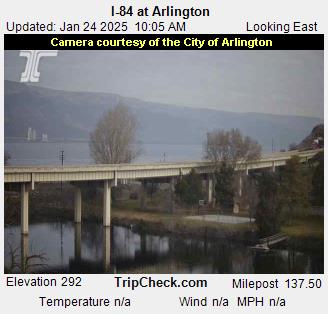 I-84 at Arlington
Updated: Jan 24 2025 10:05 AM Looking East
Camera courtesy of the City of Arlington
Elevation 292 TripCheck.com Milepost 137.50
Temperature n/a Wind n/a MPH n/a